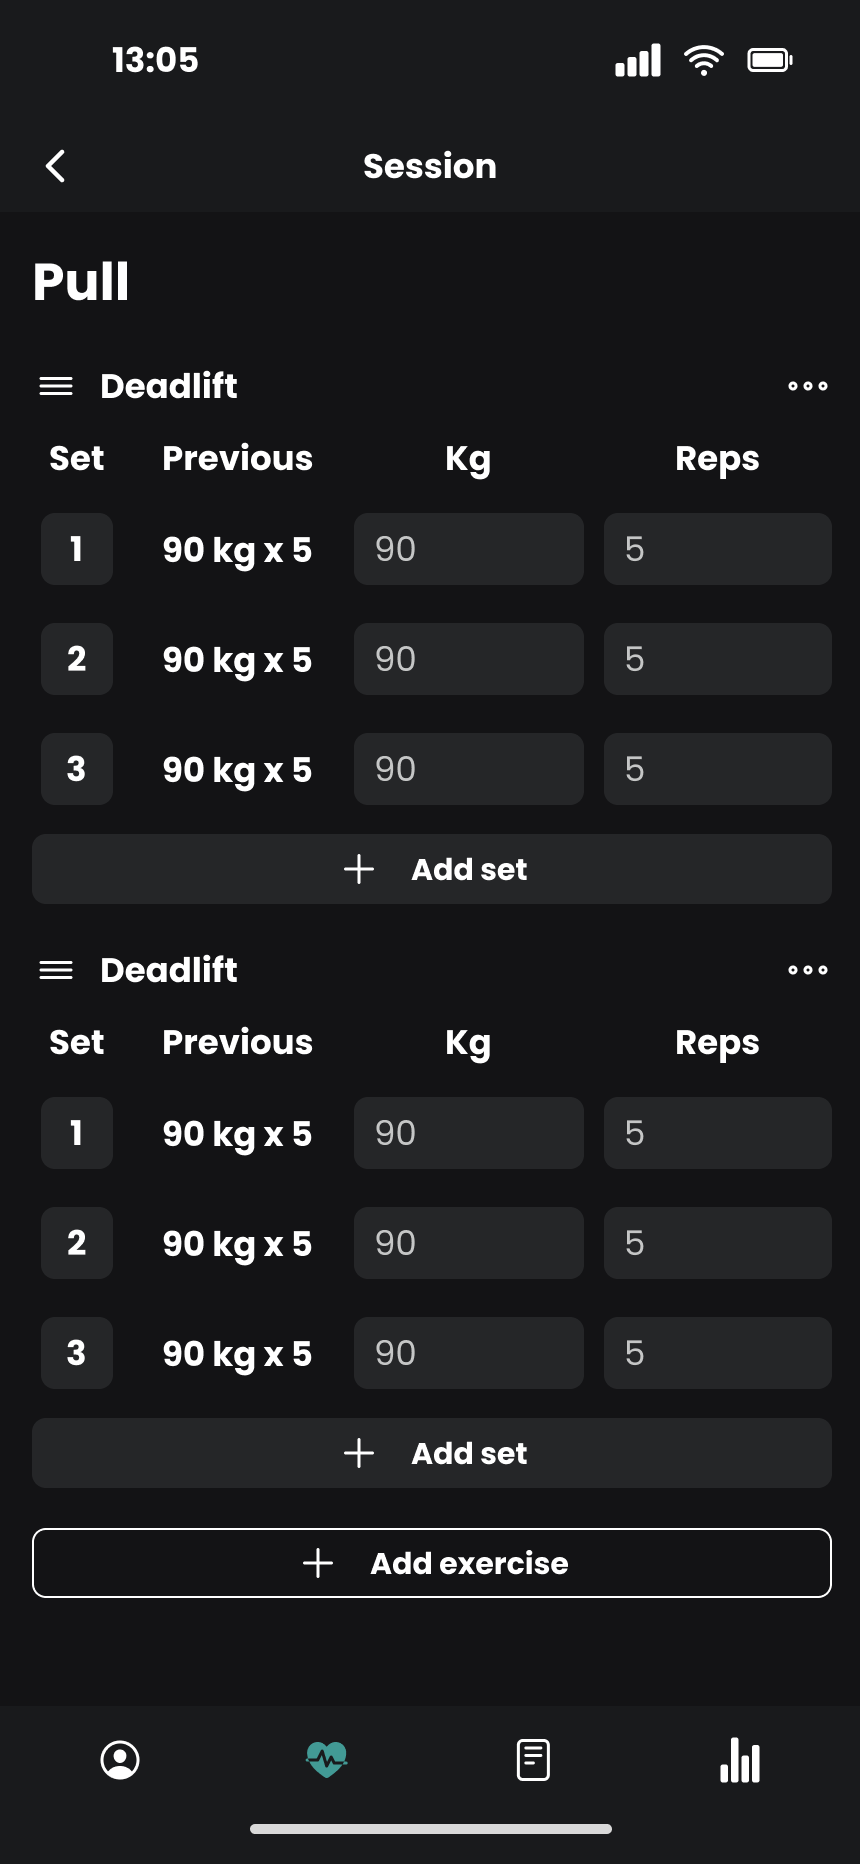 13:05
Session
Pull
Deadlift
Set Previous Kg Reps
1 90 kg x 5 90 5
2 90 kg x 5 90 5
3 90 kg x 5 90 5
Add set
Deadlift
Set Previous Kg Reps
1 90 kg x 5 90 5
2 90 kg x 5 90 5
3 90 kg x 5 90 5
Add set
Add exercise